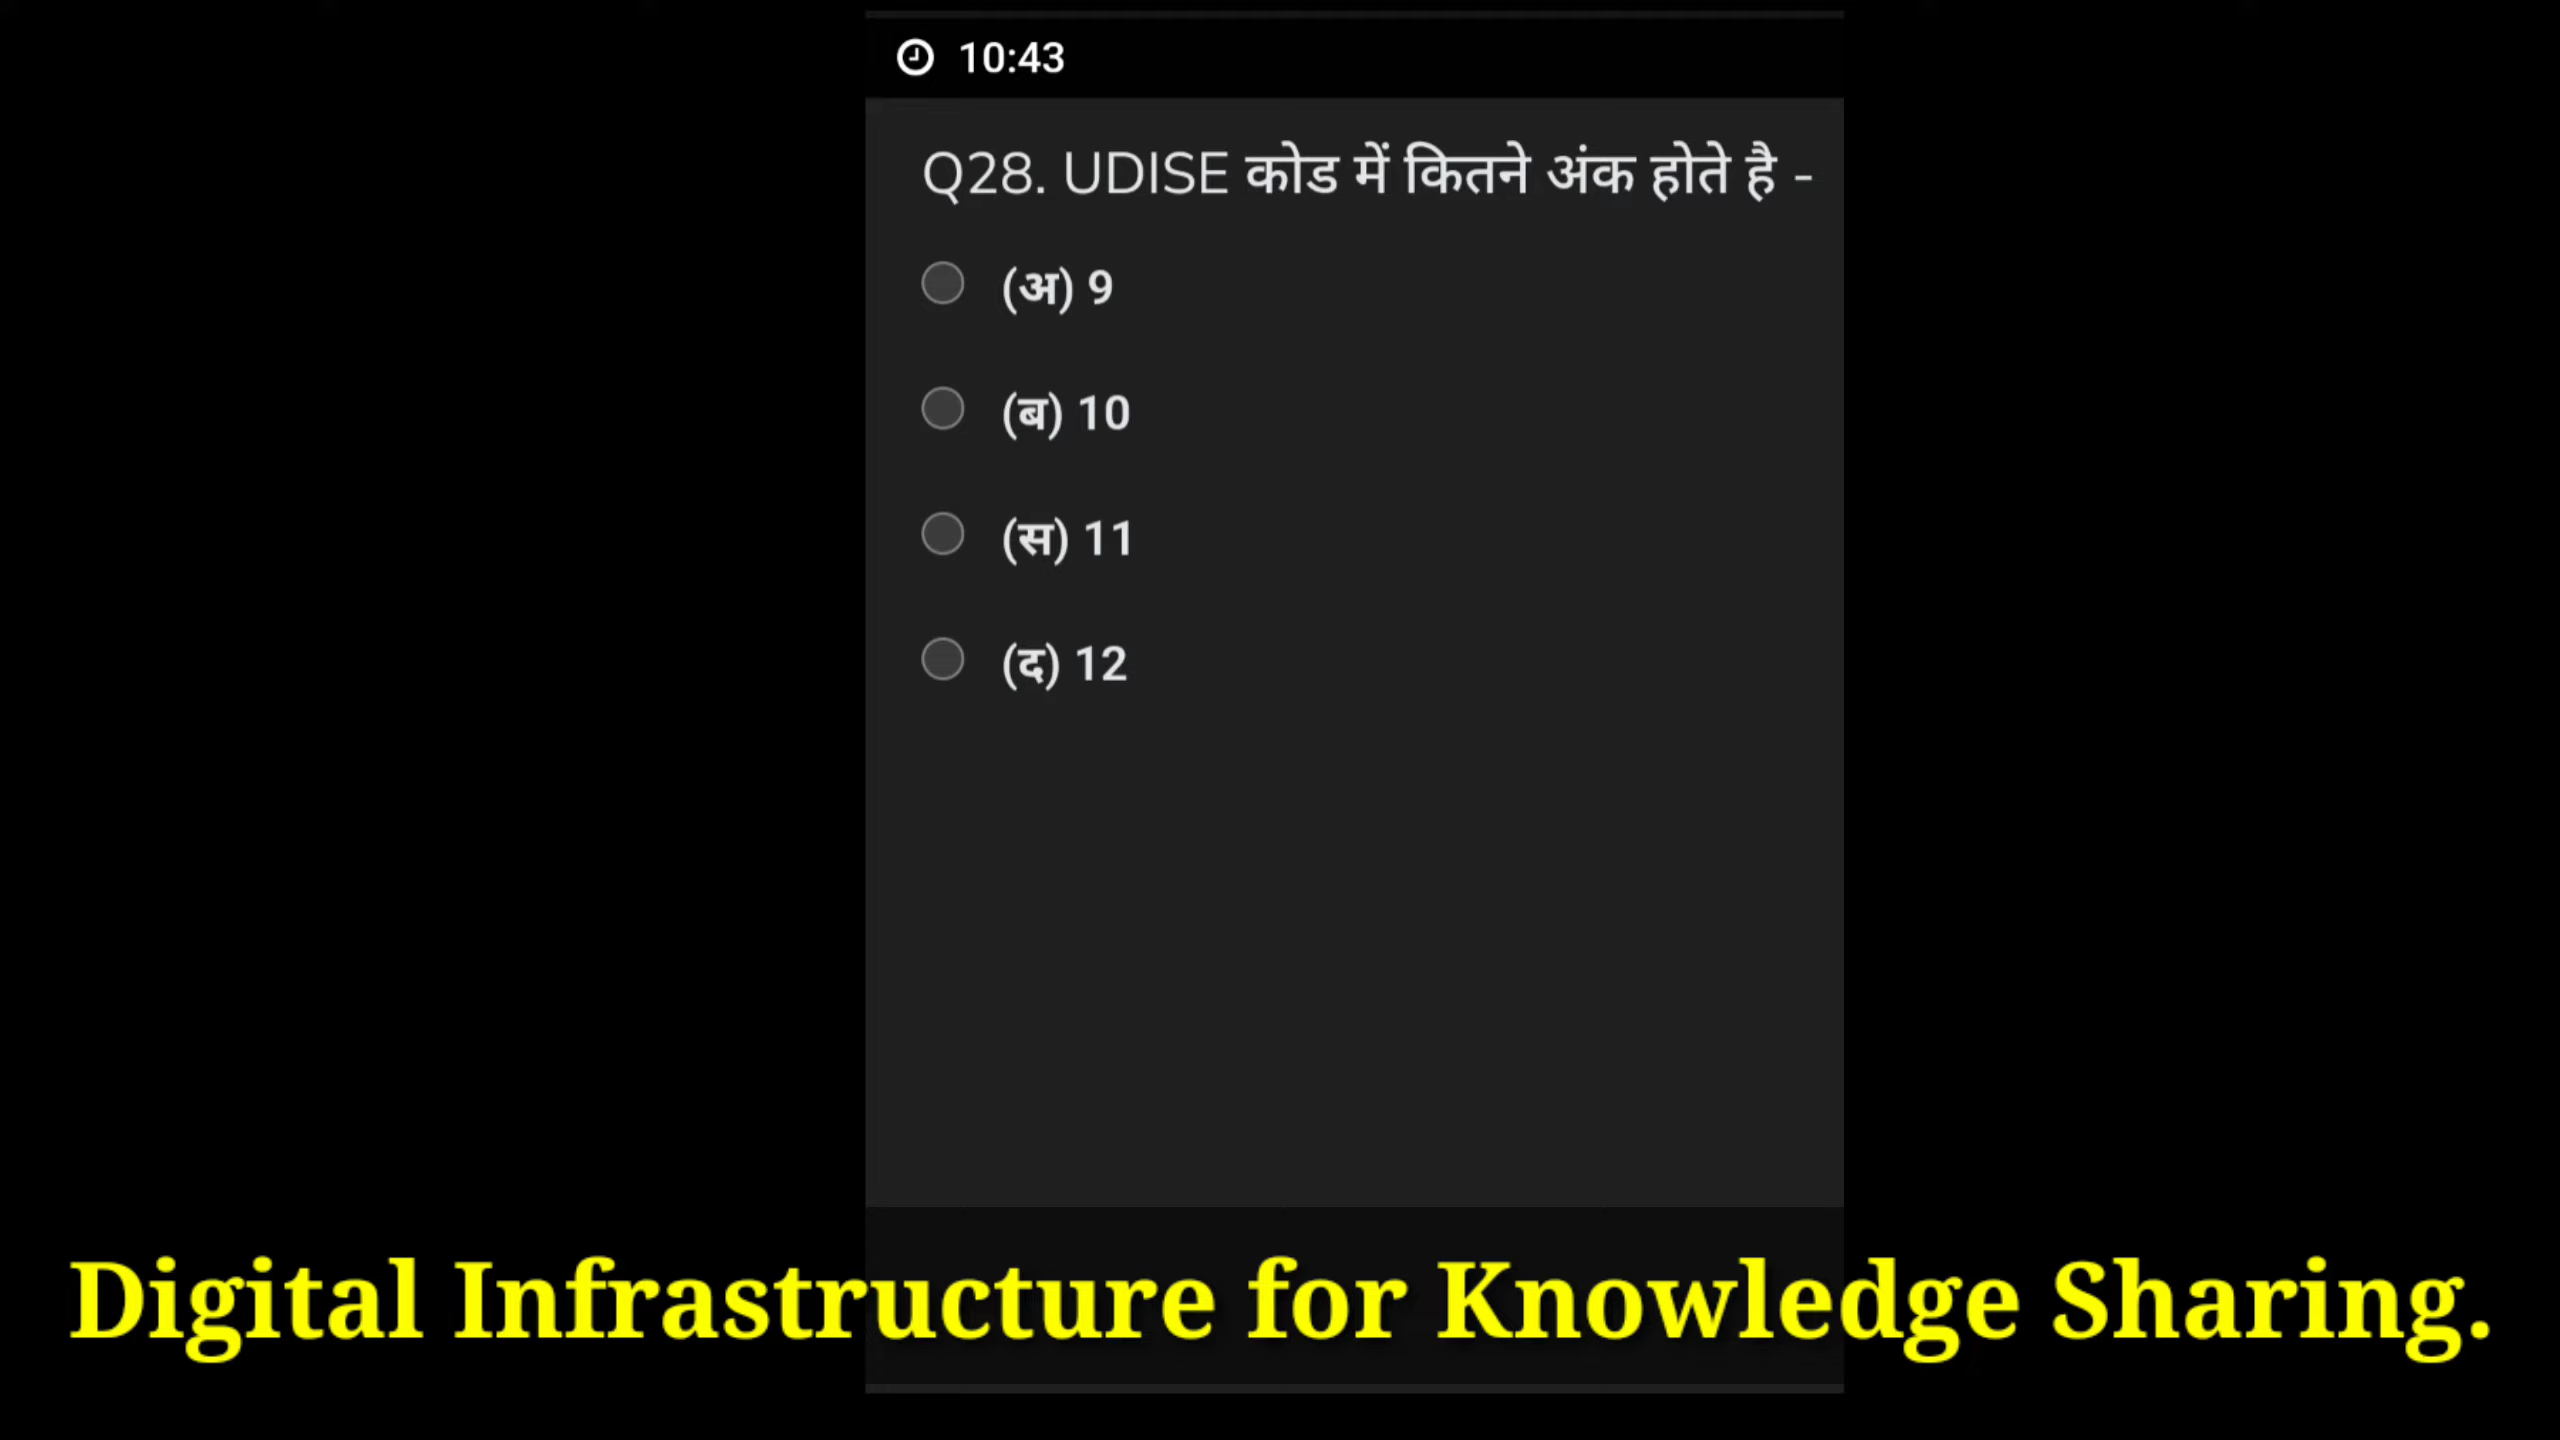 10:43
Q28. UDISE कोड में कितने अंक होते है -
(अ) 9
(ब) 10
(स) 11
(द) 12
Digital Infrastructure for Knowledge Sharing.